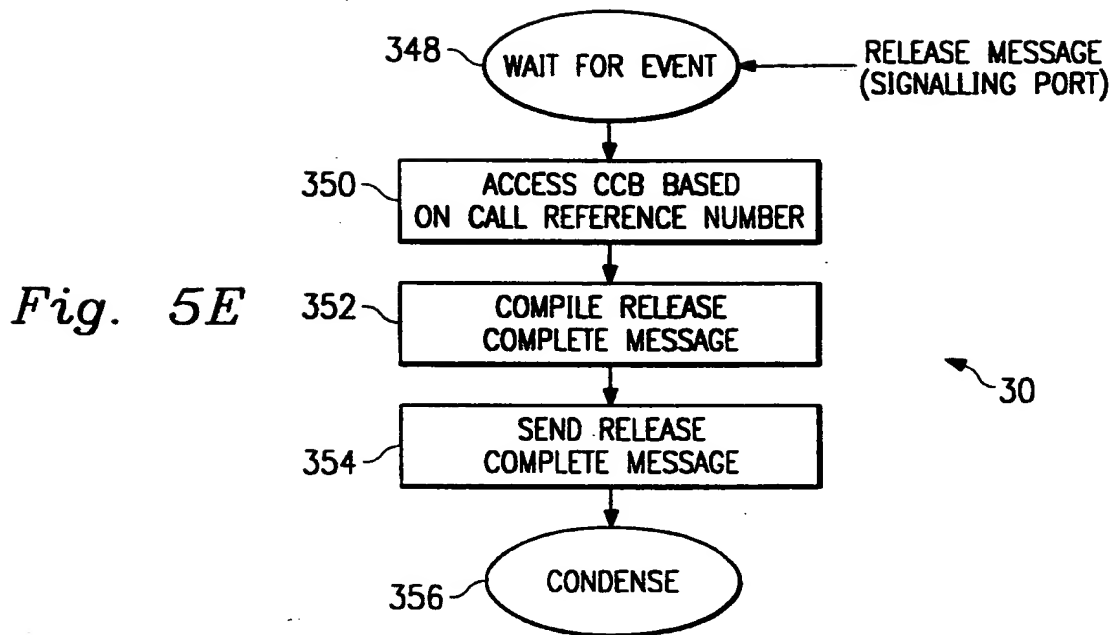 348
WAIT FOR EVENT
RELEASE MESSAGE
(SIGNALLING PORT)
350
ACCESS CCB BASED
ON CALL REFERENCE NUMBER
Fig. 5E
352
COMPILE RELEASE
COMPLETE MESSAGE
30
354
SEND RELEASE
COMPLETE MESSAGE
356
CONDENSE